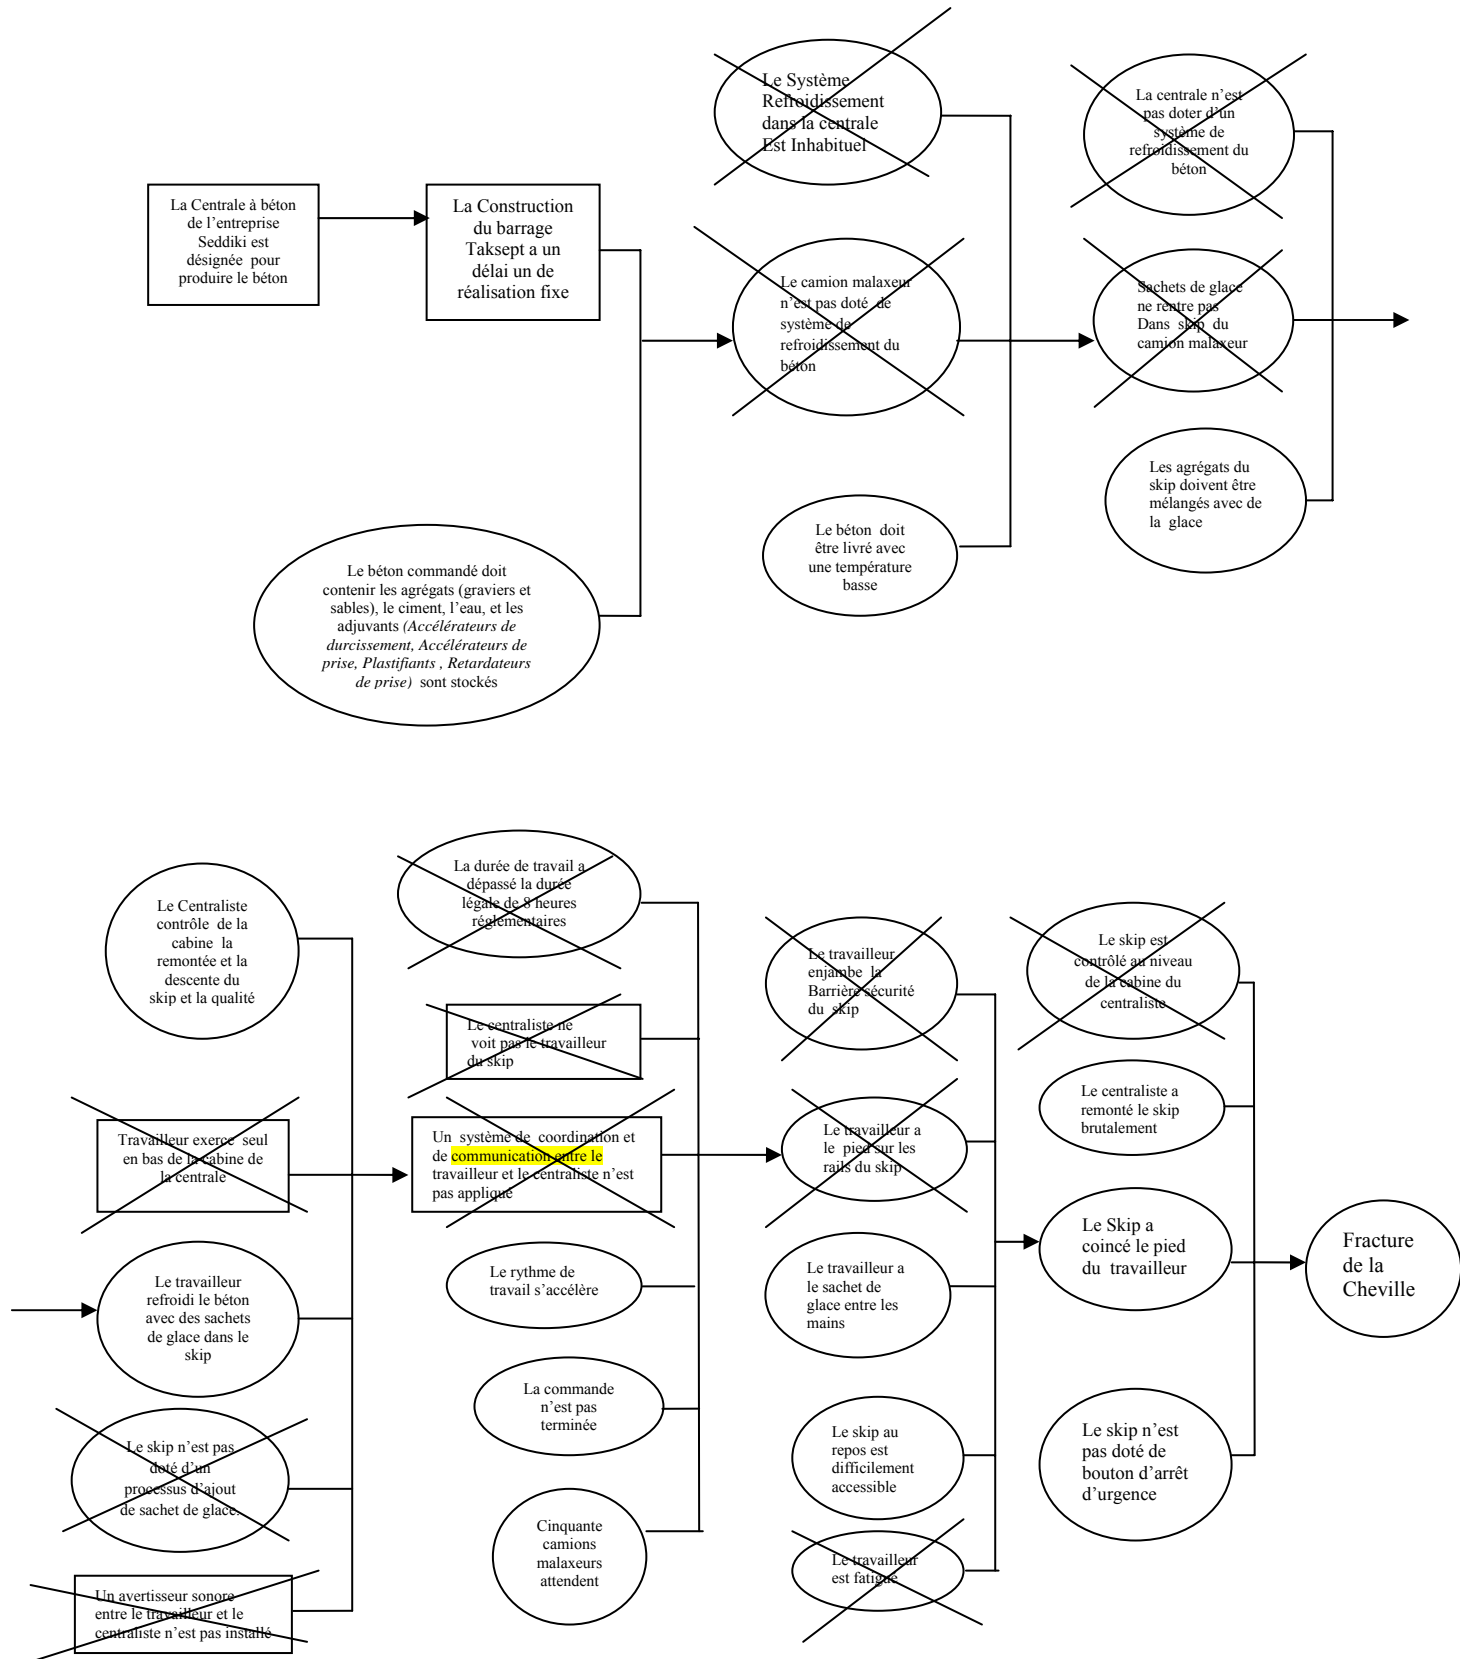 Le Système
Refroidissement
dans la centrale
Est Inhabituel
La centrale n’est
pas doter d’un
système de
refroidissement du
béton
La Centrale à béton
de l’entreprise
Seddiki est
désignée pour
produire le béton
La Construction
du barrage
Taksept a un
délai un de
réalisation fixe
Le camion malaxeur
n’est pas doté de
système de
refroidissement du
béton
Sachets de glace
ne rentre pas
Dans skip du
camion malaxeur
Les agrégats du
skip doivent être
mélangés avec de
la glace
Le béton doit
être livré avec
une température
basse
Le béton commandé doit
contenir les agrégats (graviers et
sables), le ciment, l’eau, et les
adjuvants (Accélérateurs de
durcissement, Accélérateurs de
prise, Plastifiants , Retardateurs
de prise) sont stockés
Le Centraliste
contrôle de la
cabine la
remontée et la
descente du
skip et la qualité
Travailleur exerce seul
en bas de la cabine de
la centrale
Le travailleur
refroidi le béton
avec des sachets
de glace dans le
skip
Le skip n’est pas
doté d’un
processus d’ajout
de sachet de glace.
Un avertisseur sonore
entre le travailleur et le
centraliste n’est pas installé
La durée de travail a
dépassé la durée
légale de 8 heures
réglementaires
Le centraliste ne
voit pas le travailleur
du skip
Un système de coordination et
de communication entre le
travailleur et le centraliste n’est
pas appliqué
Le rythme de
travail s’accélère
La commande
n’est pas
terminée
Cinquante
camions
malaxeurs
attendent
Le travailleur
enjambe la
Barrière sécurité
du skip
Le travailleur a
le pied sur les
rails du skip
Le travailleur a
le sachet de
glace entre les
mains
Le skip au
repos est
difficilement
accessible
Le travailleur
est fatigué
Le skip est
contrôlé au niveau
de la cabine du
centraliste
Le centraliste a
remonté le skip
brutalement
Le Skip a
coincé le pied
du travailleur
Le skip n’est
pas doté de
bouton d’arrêt
d’urgence
Fracture
de la
Cheville